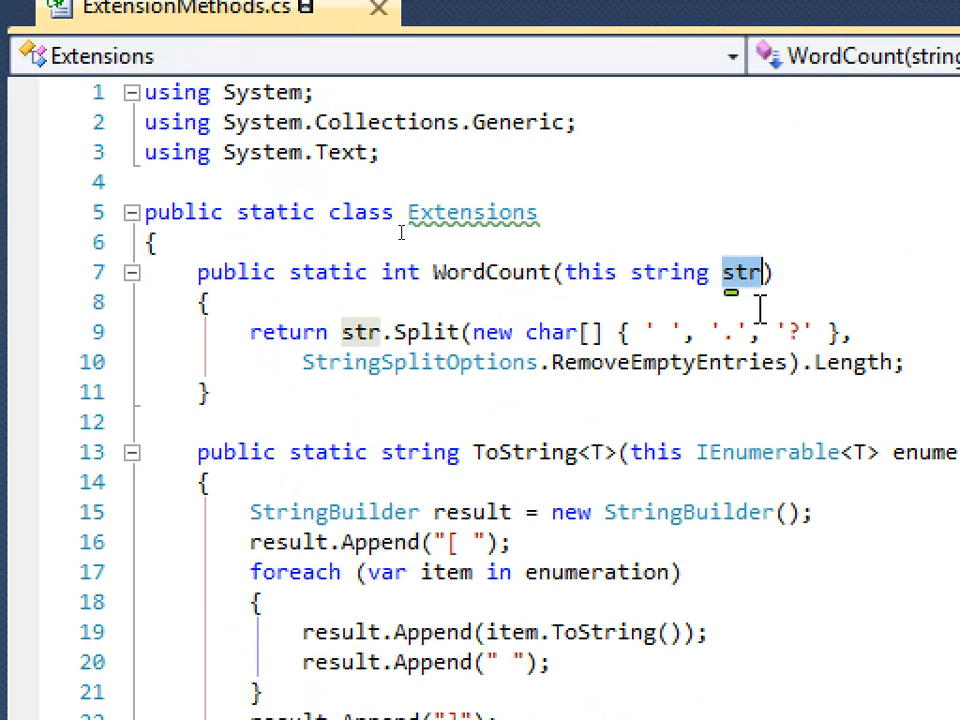 ExtensionMethods.cs
Extensions WordCount(string
1 using System;
2 using System.Collections.Generic;
3 using System.Text;
4
5 public static class Extensions
6 {
7 public static int WordCount(this string str)
8 {
9 return str.Split(new char[] { ' ', '.', '?' },
10 StringSplitOptions.RemoveEmptyEntries).Length;
11 }
12
13 public static string ToString<T>(this IEnumerable<T> enume
14 {
15 StringBuilder result = new StringBuilder();
16 result.Append("[ ");
17 foreach (var item in enumeration)
18 {
19 result.Append(item.ToString());
20 result.Append(" ");
21 }
22 result.Append("]");